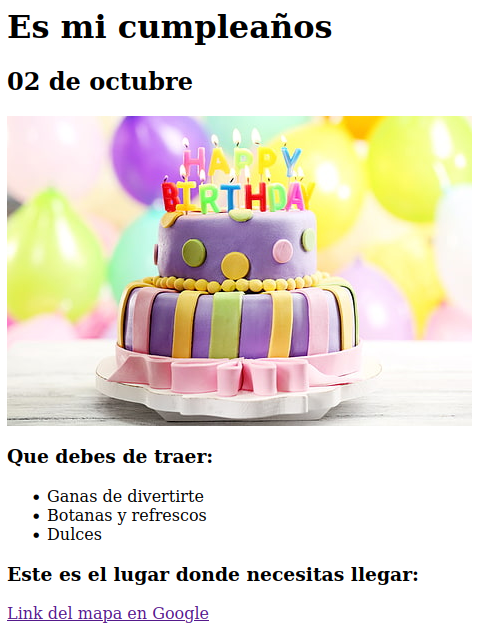 Es mi cumpleaños
02 de octubre
HAPPY
BIRTHDAY
Que debes de traer:
Ganas de divertirte
Botanas y refrescos
Dulces
Este es el lugar donde necesitas llegar:
Link del mapa en Google